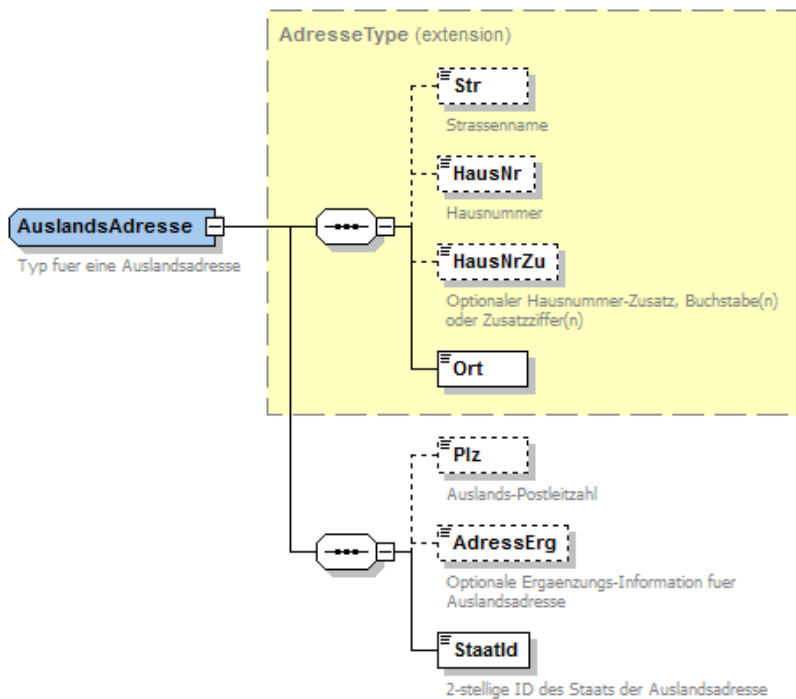 AdresseType (extension)
Str
Strassenname
HausNr
Hausnummer
AuslandsAdresse
Typ fuer eine Auslandsadresse
HausNrZu
Optionaler Hausnummer-Zusatz, Buchstabe(n)
oder Zusatzziffer(n)
Ort
Plz
Auslands-Postleitzahl
AdressErg
Optionale Ergaenzungs-Information fuer
Auslandsadresse
StaatId
2-stellige ID des Staats der Auslandsadresse